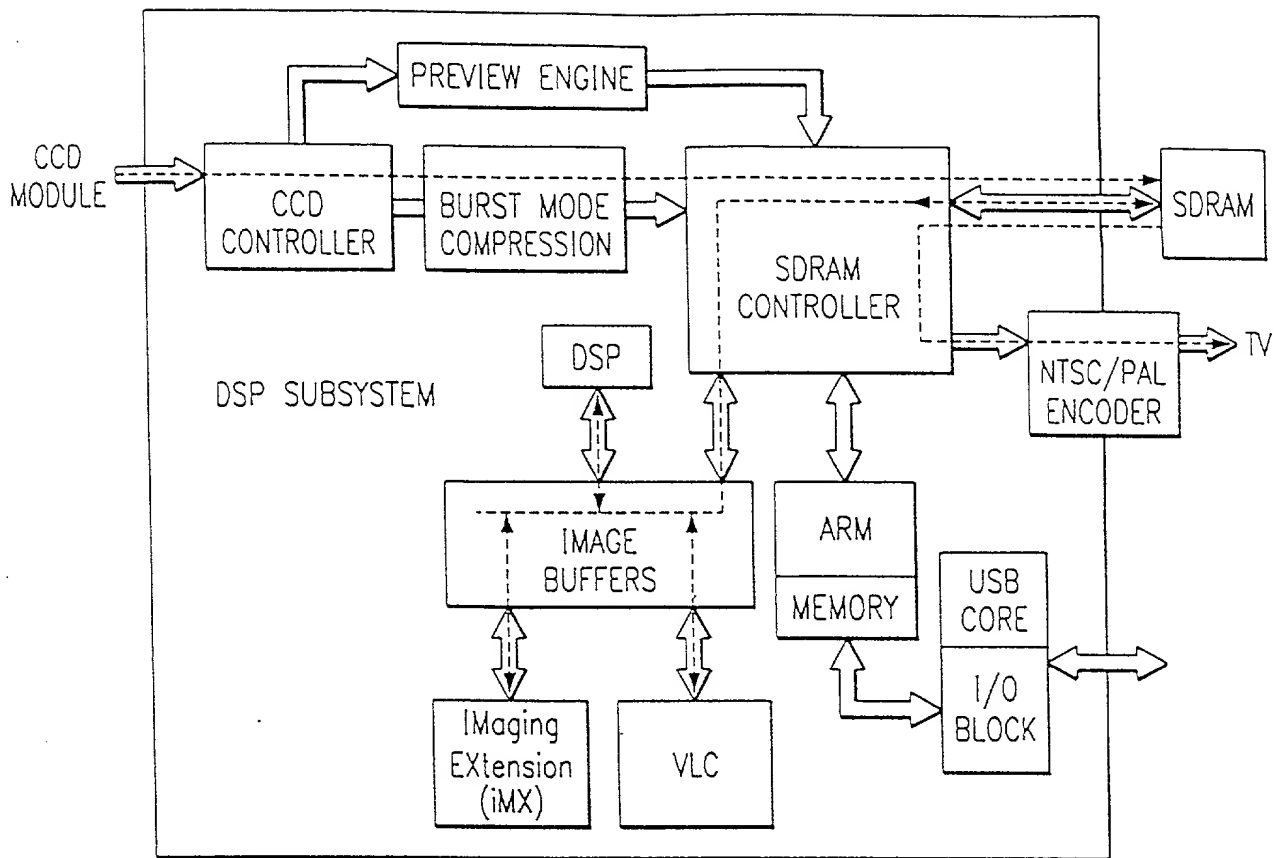 PREVIEW ENGINE
CCD
MODULE
CCD
CONTROLLER
BURST MODE
COMPRESSION
SDRAM
CONTROLLER
SDRAM
NTSC/PAL
ENCODER
TV
DSP
DSP SUBSYSTEM
IMAGE
BUFFERS
ARM
MEMORY
USB
CORE
I/O
BLOCK
IMaging
EXtension
(iMX)
VLC